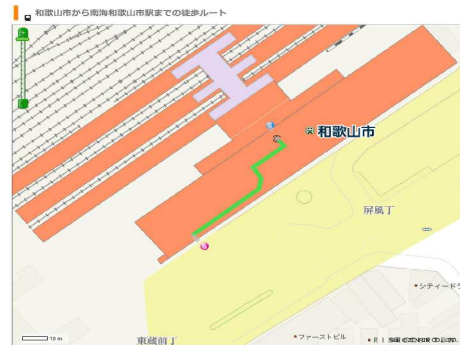 和歌山市から南海和歌山市駅までの徒歩ルート
和歌山市
屏風丁
シティードラ
ファーストビル
東蔵前丁
10 m